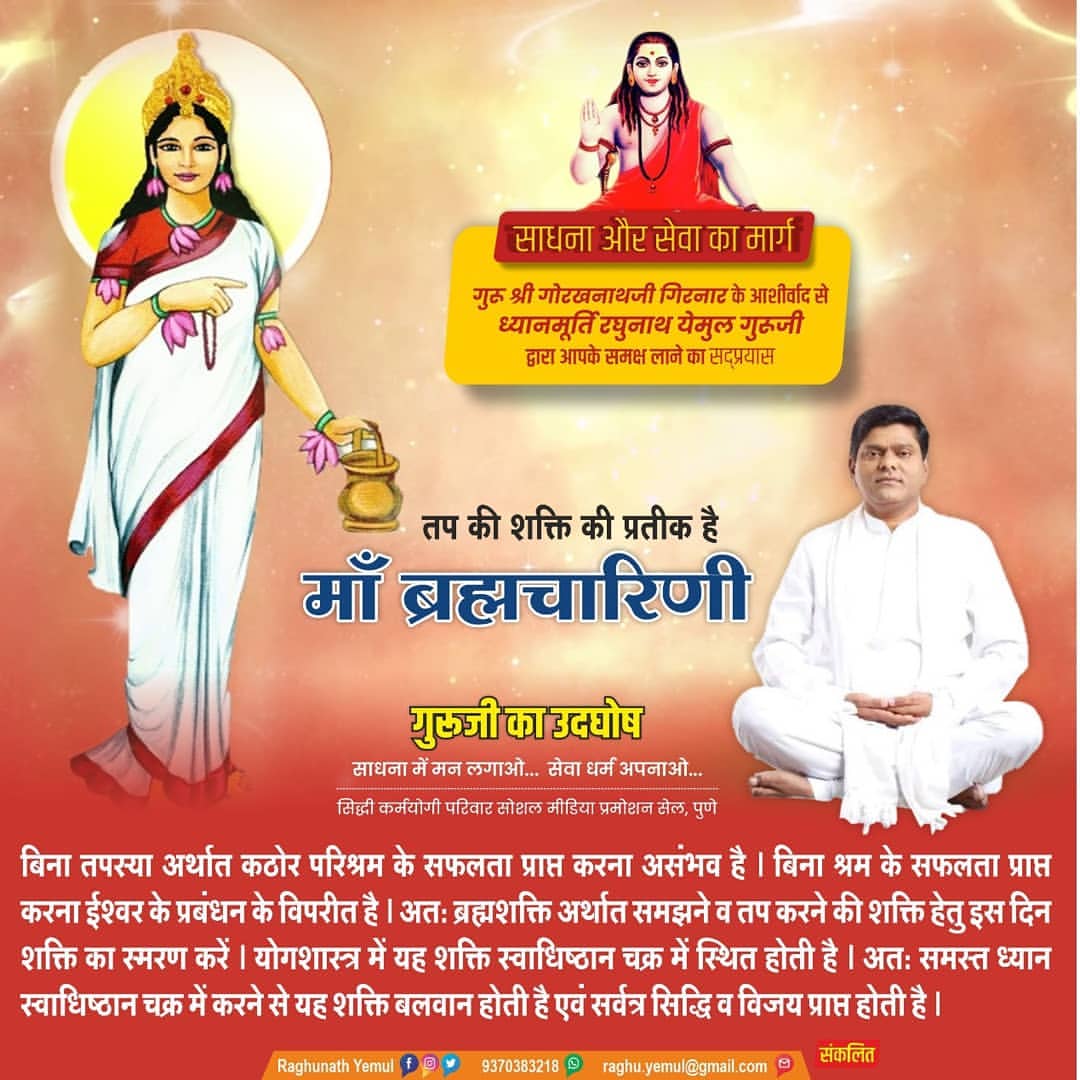 साधना और सेवा का मार्ग
गुरू श्री गोरखनाथजी गिरनार के आशीर्वाद से
ध्यानमूर्ति रघुनाथ येमुल गुरूजी
द्वारा आपके समक्ष लाने का सद्प्रयास
तप की शक्ति की प्रतीक है
माँ ब्रह्मचारिणी
गुरूजी का उदघोष
साधना में मन लगाओ... सेवा धर्म अपनाओ...
सिद्धी कर्मयोगी परिवार सोशल मीडिया प्रमोशन सेल, पुणे
बिना तपस्या अर्थात कठोर परिश्रम के सफलता प्राप्त करना असंभव है । बिना श्रम के सफलता प्राप्त
करना ईश्वर के प्रबंधन के विपरीत है । अत: ब्रह्मशक्ति अर्थात समझने व तप करने की शक्ति हेतु इस दिन
शक्ति का स्मरण करें । योगशास्त्र में यह शक्ति स्वाधिष्ठान चक्र में स्थित होती है । अत: समस्त ध्यान
स्वाधिष्ठान चक्र में करने से यह शक्ति बलवान होती है एवं सर्वत्र सिद्धि व विजय प्राप्त होती है ।
संकलित
Raghunath Yemul 9370383218 raghu.yemul@gmail.com